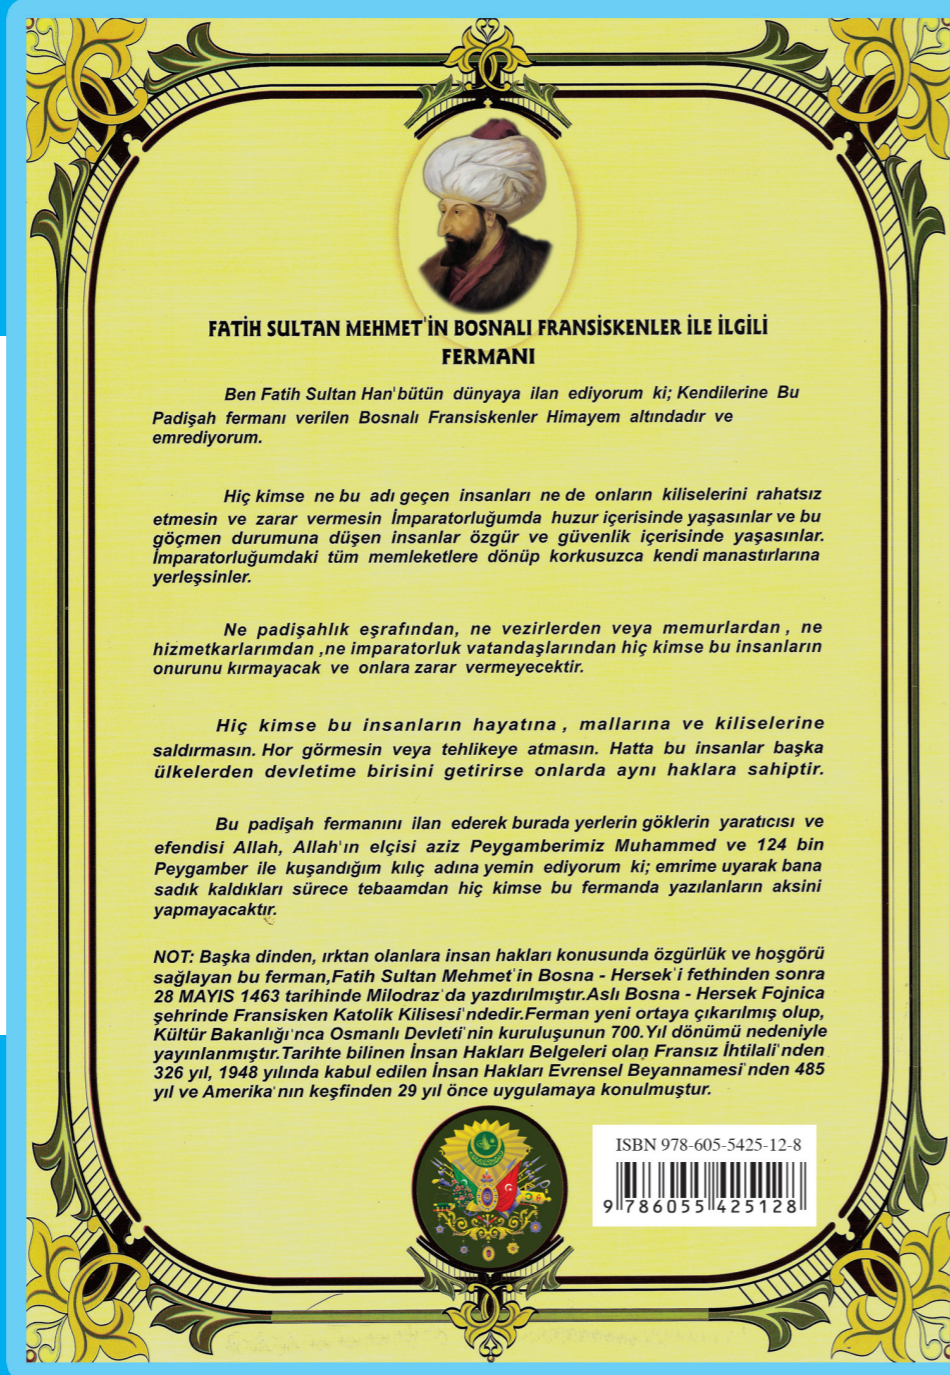 FATİH SULTAN MEHMET'İN BOSNALI FRANSİSKENLER İLE İLGİLİ
FERMANI
Ben Fatih Sultan Han'bütün dünyaya ilan ediyorum ki; Kendilerine Bu
Padişah fermanı verilen Bosnalı Fransiskenler Himayem altındadır ve
emrediyorum.
Hiç kimse ne bu adı geçen insanları ne de onların kiliselerini rahatsız
etmesin ve zarar vermesin İmparatorluğumda huzur içerisinde yaşasınlar ve bu
göçmen durumuna düşen insanlar özgür ve güvenlik içerisinde yaşasınlar.
İmparatorluğumdaki tüm memleketlere dönüp korkusuzca kendi manastırlarına
yerleşsinler.
Ne padişahlık eşrafından, ne vezirlerden veya memurlardan , ne
hizmetkarlarımdan ,ne imparatorluk vatandaşlarından hiç kimse bu insanların
onurunu kırmayacak ve onlara zarar vermeyecektir.
Hiç kimse bu insanların hayatına , mallarına ve kiliselerine
saldırmasın. Hor görmesin veya tehlikeye atmasın. Hatta bu insanlar başka
ülkelerden devletime birisini getirirse onlarda aynı haklara sahiptir.
Bu padişah fermanını ilan ederek burada yerlerin göklerin yaratıcısı ve
efendisi Allah, Allah'ın elçisi aziz Peygamberimiz Muhammed ve 124 bin
Peygamber ile kuşandığım kılıç adına yemin ediyorum ki; emrime uyarak bana
sadık kaldıkları sürece tebaamdan hiç kimse bu fermanda yazılanların aksini
yapmayacaktır.
NOT: Başka dinden, ırktan olanlara insan hakları konusunda özgürlük ve hoşgörü
sağlayan bu ferman,Fatih Sultan Mehmet'in Bosna - Hersek'i fethinden sonra
28 MAYIS 1463 tarihinde Milodraz'da yazdırılmıştır.Aslı Bosna - Hersek Fojnica
şehrinde Fransisken Katolik Kilisesi'ndedir.Ferman yeni ortaya çıkarılmış olup,
Kültür Bakanlığı'nca Osmanlı Devleti'nin kuruluşunun 700.Yıl dönümü nedeniyle
yayınlanmıştır.Tarihte bilinen İnsan Hakları Belgeleri olan Fransız İhtilali'nden
326 yıl, 1948 yılında kabul edilen İnsan Hakları Evrensel Beyannamesi'nden 485
yıl ve Amerika'nın keşfinden 29 yıl önce uygulamaya konulmuştur.
ISBN 978-605-5425-12-8
9 786055 425128